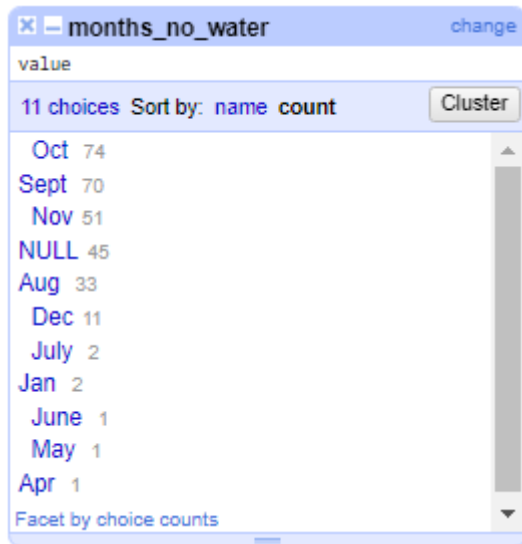 months_no_water change
value
11 choices Sort by: name count Cluster
Oct 74
Sept 70
Nov 51
NULL 45
Aug 33
Dec 11
July 2
Jan 2
June 1
May 1
Apr 1
Facet by choice counts